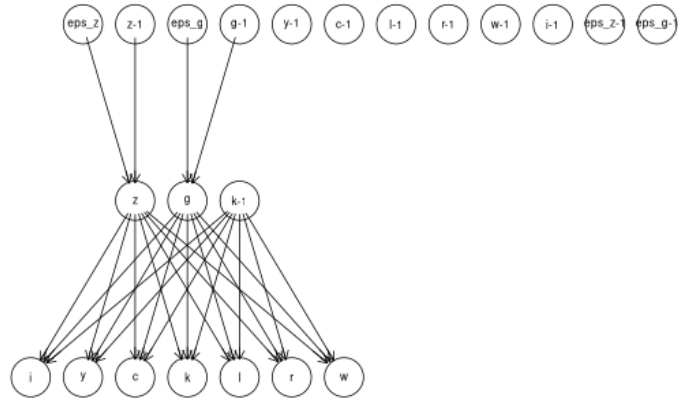 eps_z z-1 eps_g g-1 y-1 c-1 l-1 r-1 w-1 i-1 eps_z-1 eps_g-1
z g k-1
i y c k l r w